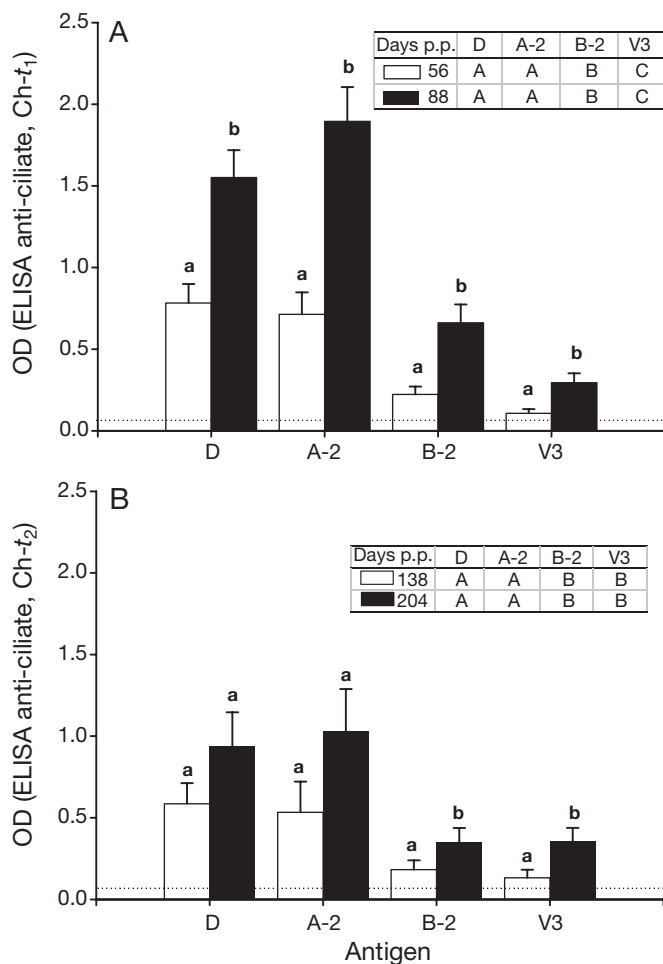 A
OD (ELISA anti-ciliate, Ch-t1)
2.5
2.0
1.5
1.0
0.5
0.0
Days p.p. D A-2 B-2 V3
56 A A B C
88 A A B C
a b a b a b a b
D A-2 B-2 V3
B
OD (ELISA anti-ciliate, Ch-t2)
2.5
2.0
1.5
1.0
0.5
0.0
Days p.p. D A-2 B-2 V3
138 A A B B
204 A A B B
a a a a a b a b
D A-2 B-2 V3
Antigen